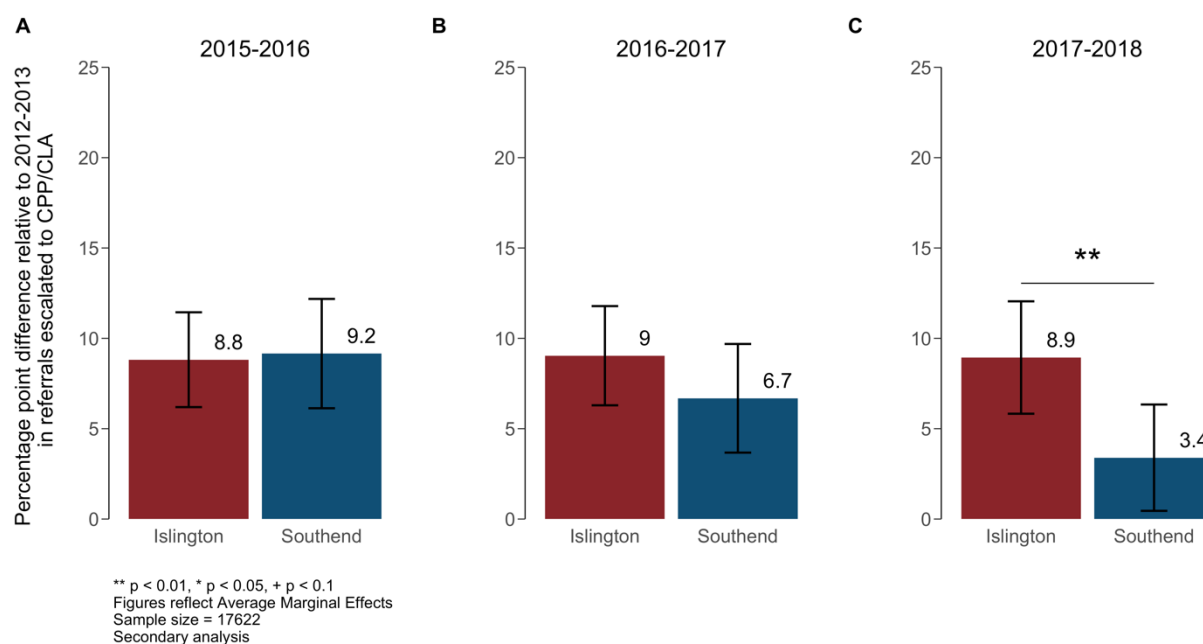 A
2015-2016
Percentage point difference relative to 2012-2013
in referrals escalated to CPP/CLA
25
20
15
10
5
0
8.8
9.2
Islington
Southend
B
2016-2017
25
20
15
10
5
0
9
6.7
Islington
Southend
C
2017-2018
25
20
15
10
5
0
**
8.9
3.4
Islington
Southend
** p < 0.01, * p < 0.05, + p < 0.1
Figures reflect Average Marginal Effects
Sample size = 17622
Secondary analysis